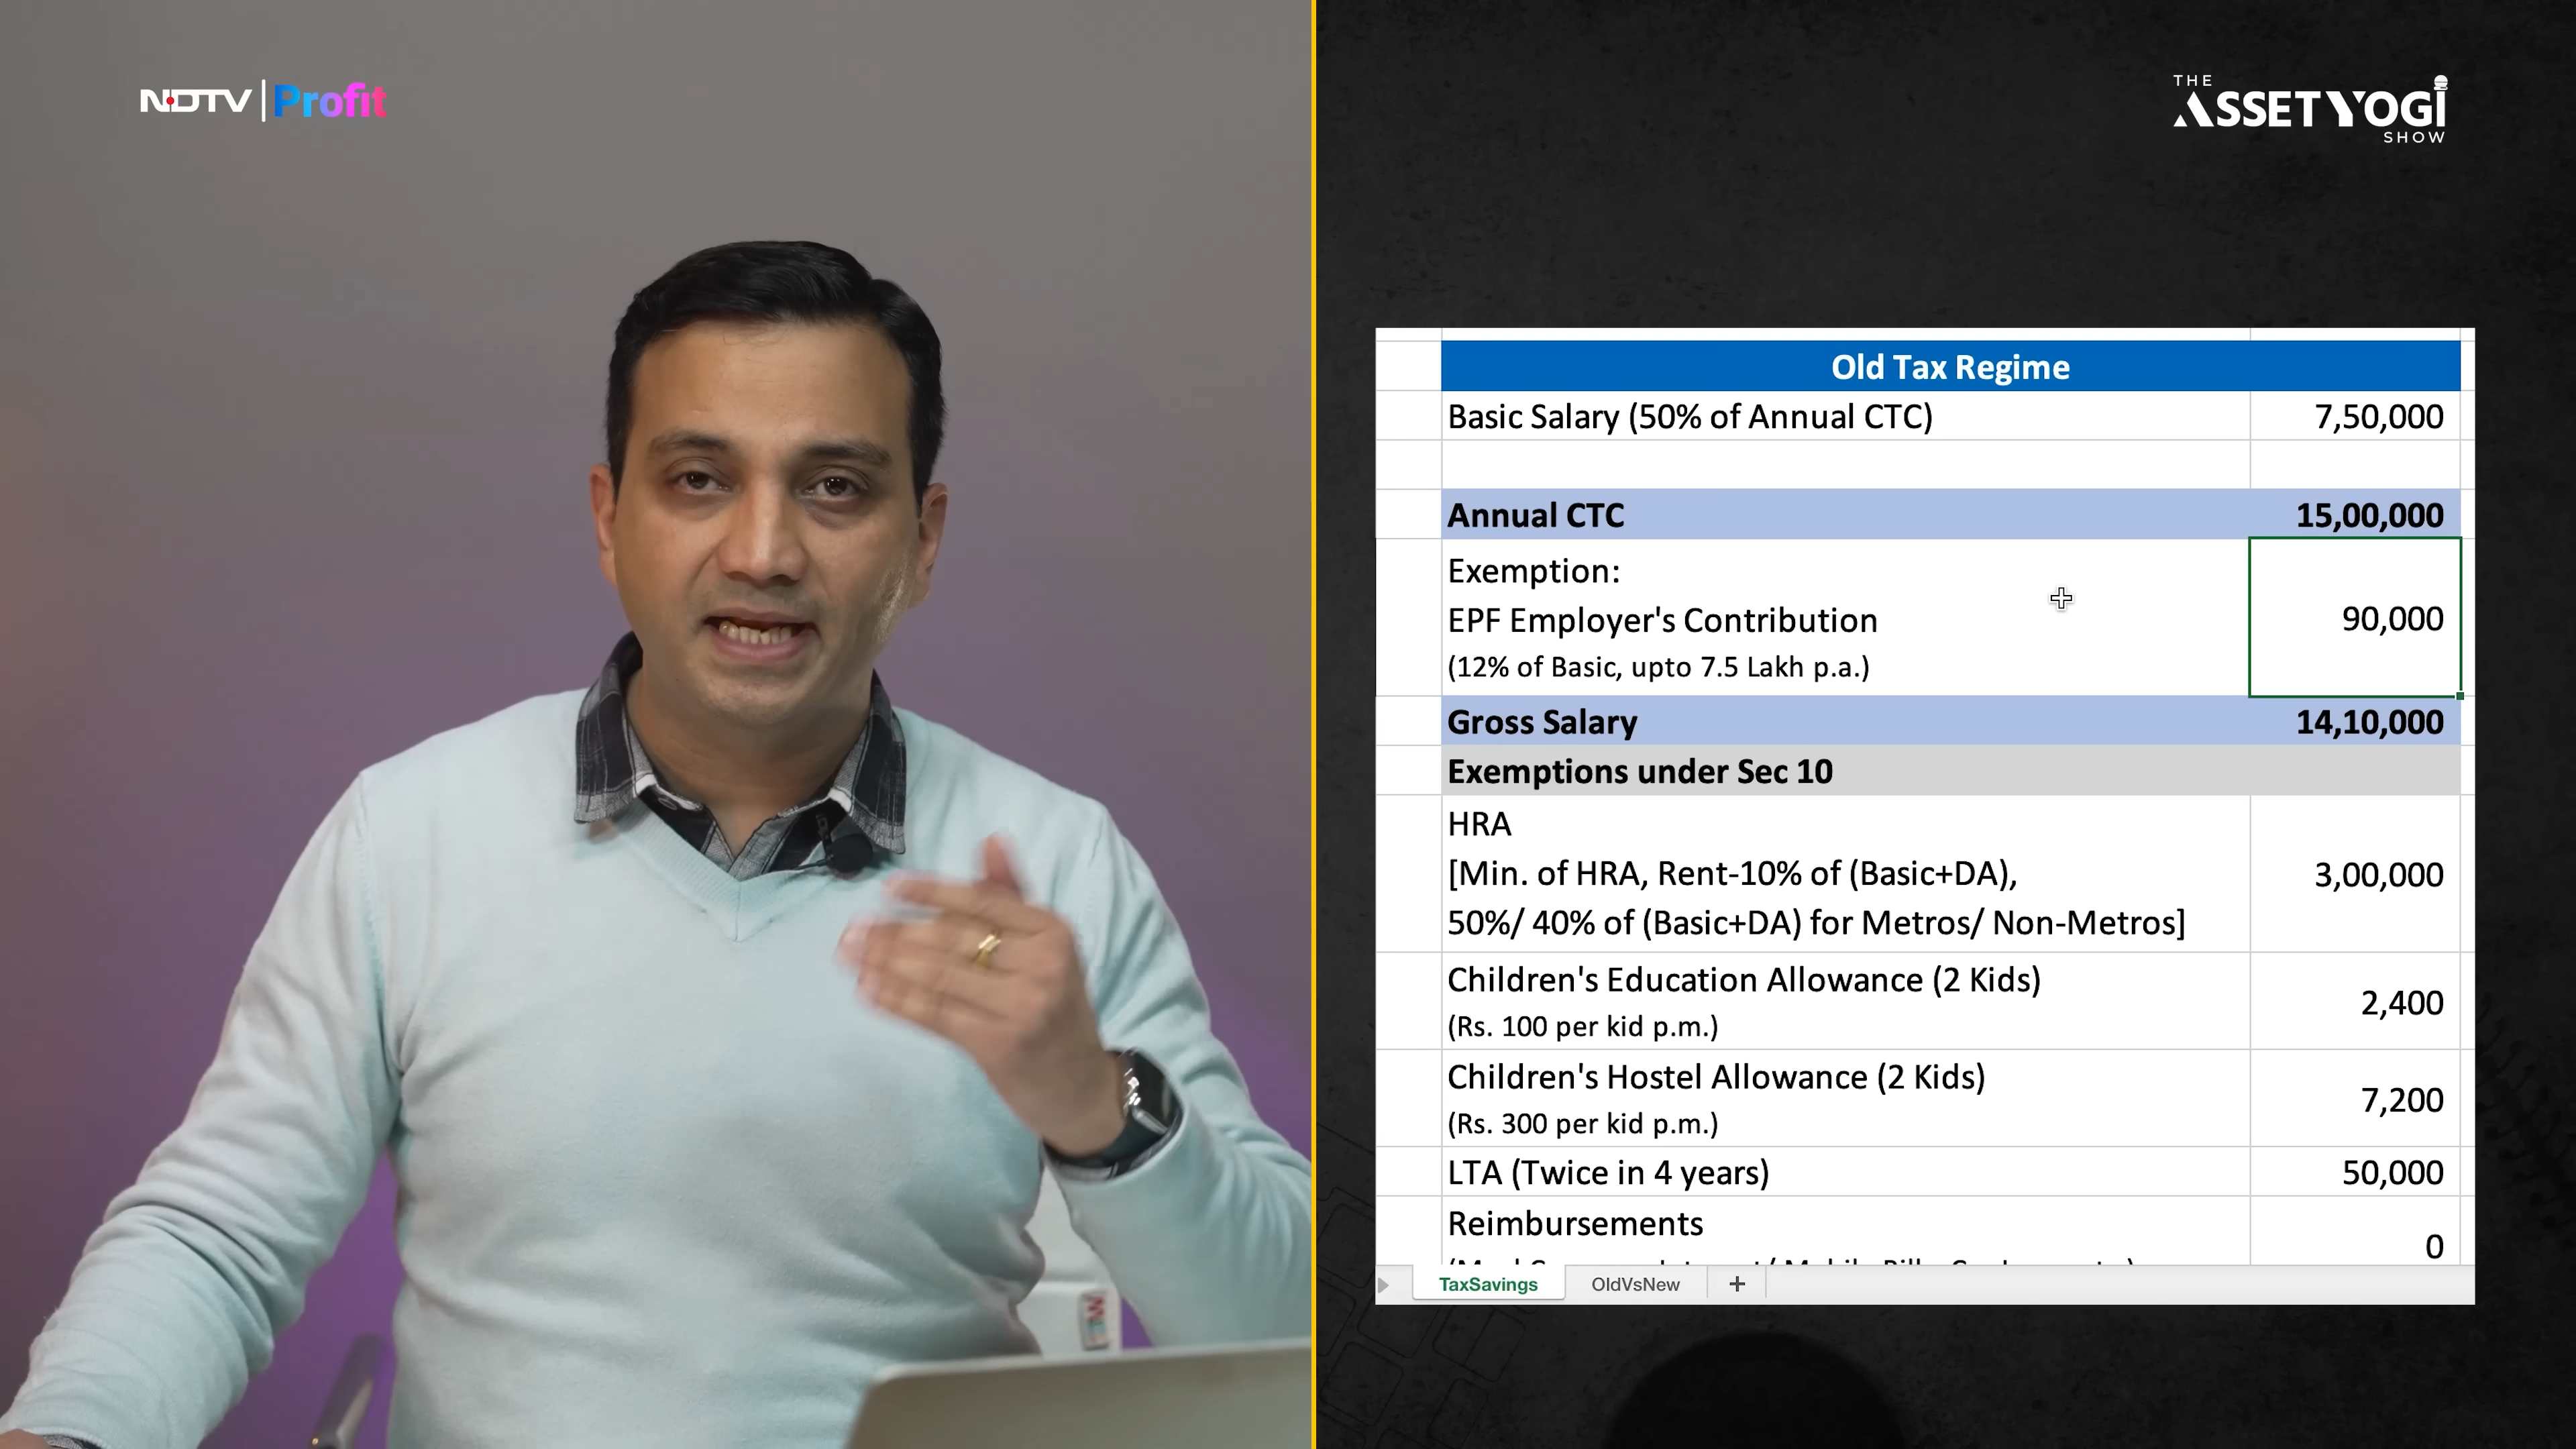 NDTV Profit
THE
ASSET YOGI
SHOW
Old Tax Regime
Basic Salary (50% of Annual CTC) 7,50,000
Annual CTC 15,00,000
Exemption:
EPF Employer's Contribution 90,000
(12% of Basic, upto 7.5 Lakh p.a.)
Gross Salary 14,10,000
Exemptions under Sec 10
HRA
[Min. of HRA, Rent-10% of (Basic+DA), 3,00,000
50%/ 40% of (Basic+DA) for Metros/ Non-Metros]
Children's Education Allowance (2 Kids)
2,400
(Rs. 100 per kid p.m.)
Children's Hostel Allowance (2 Kids)
7,200
(Rs. 300 per kid p.m.)
LTA (Twice in 4 years) 50,000
Reimbursements
0
TaxSavings OldVsNew +